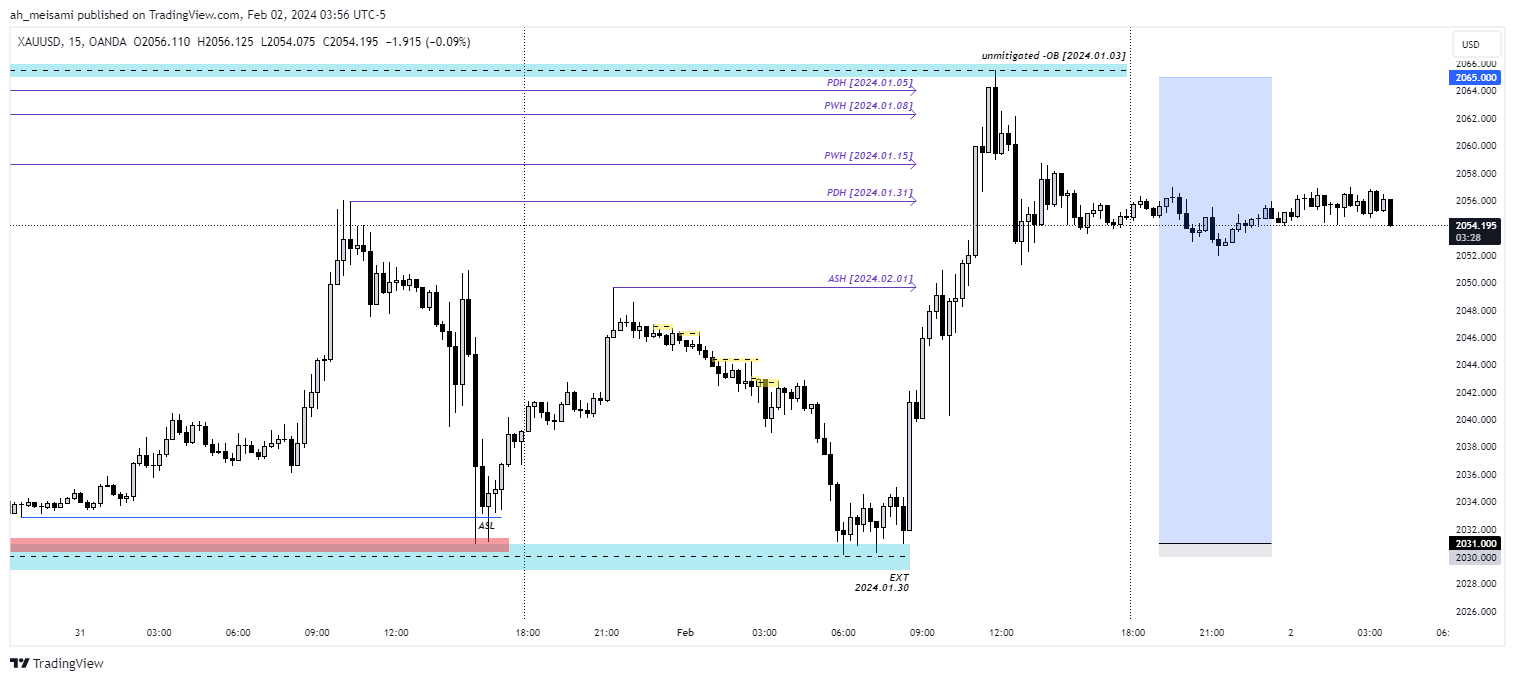 ah_meisami published on TradingView.com, Feb 02, 2024 03:56 UTC-5
XAUUSD, 15, OANDA O2056.110 H2056.125 L2054.075 C2054.195 −1.915 (−0.09%)
USD
unmitigated -OB [2024.01.03]
2066.000
2065.000
PDH [2024.01.05]
2064.000
PWH [2024.01.08]
2062.000
2060.000
PWH [2024.01.15]
2058.000
PDH [2024.01.31]
2056.000
2054.195
03:28
2052.000
ASH [2024.02.01]
2050.000
2048.000
2046.000
2044.000
2042.000
2040.000
2038.000
2036.000
2034.000
ASL
2032.000
2031.000
2030.000
EXT
2024.01.30
2028.000
2026.000
31 03:00 06:00 09:00 12:00 18:00 21:00 Feb 03:00 06:00 09:00 12:00 18:00 21:00 2 03:00 06:
TradingView